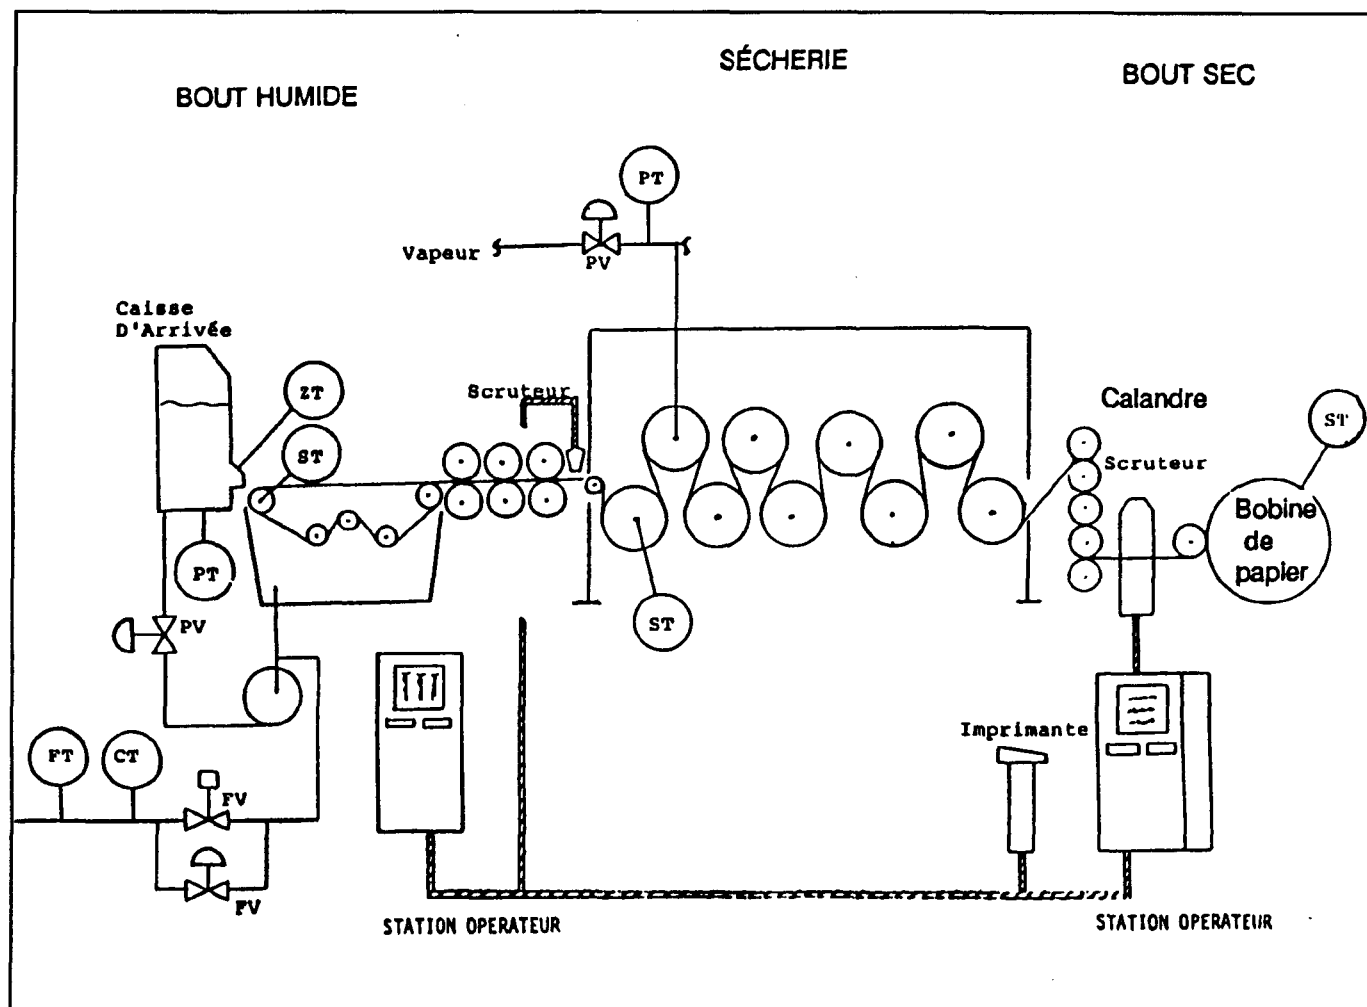 SÉCHERIE
BOUT SEC
BOUT HUMIDE
PT
Vapeur
PV
Caisse
D'Arrivée
ZT
Scruteur
ST
Calandre
ST
Scruteur
Bobine
de
papier
PT
ST
PV
Imprimante
FT
CT
FV
FV
STATION OPERATEUR
STATION OPERATEUR